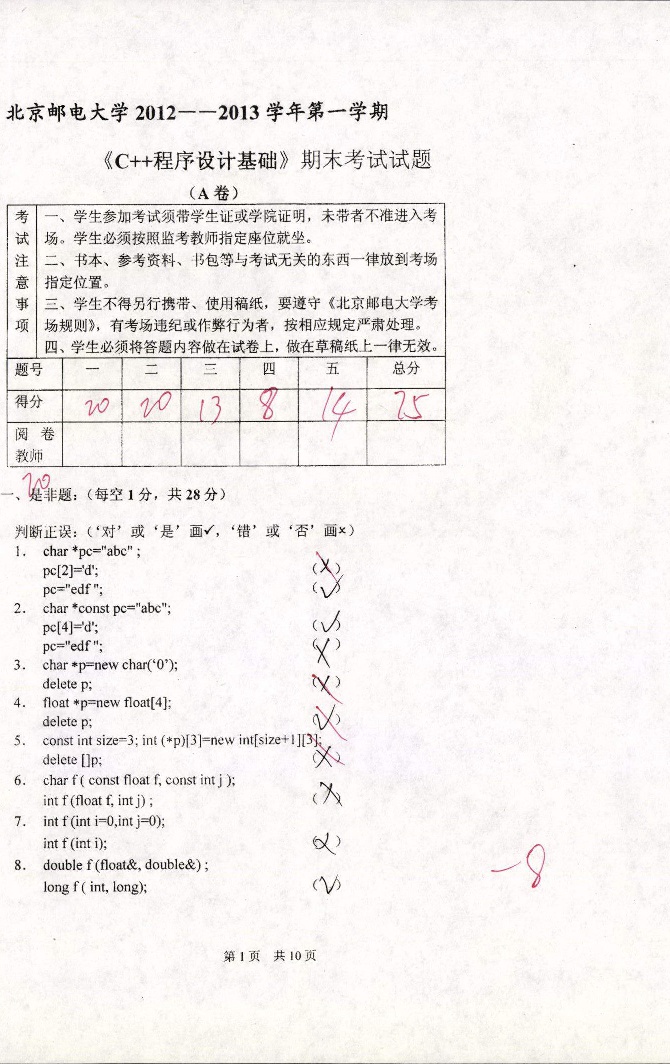 北京邮电大学 2012——2013 学年第一学期
《C++程序设计基础》期末考试试题
（A 卷）
考试注意事项
一、学生参加考试须带学生证或学院证明，未带者不准进入考
场。学生必须按照监考教师指定座位就坐。
二、书本、参考资料、书包等与考试无关的东西一律放到考场
指定位置。
三、学生不得另行携带、使用稿纸，要遵守《北京邮电大学考
场规则》，有考场违纪或作弊行为者，按相应规定严肃处理。
四、学生必须将答题内容做在试卷上，做在草稿纸上一律无效。
题号 一 二 三 四 五 总分
得分 20 20 13 8 14 75
阅 卷
教师
20
一、是非题：（每空 1 分，共 28 分）
判断正误：（‘对’或‘是’画✓，‘错’或‘否’画×）
1. char *pc="abc" ;
pc[2]='d'; (×)
pc="edf "; (✓)
2. char *const pc="abc";
pc[4]='d'; (✓)
pc="edf "; (×)
3. char *p=new char(‘0’);
delete p; (×)
4. float *p=new float[4];
delete p; (✓)
5. const int size=3; int (*p)[3]=new int[size+1][3];
delete []p; (×)
6. char f ( const float f, const int j );
int f (float f, int j) ; (×)
7. int f (int i=0,int j=0);
int f (int i); (×)
8. double f (float&, double&) ;
long f ( int, long); (✓)
-8
第 1 页 共 10 页